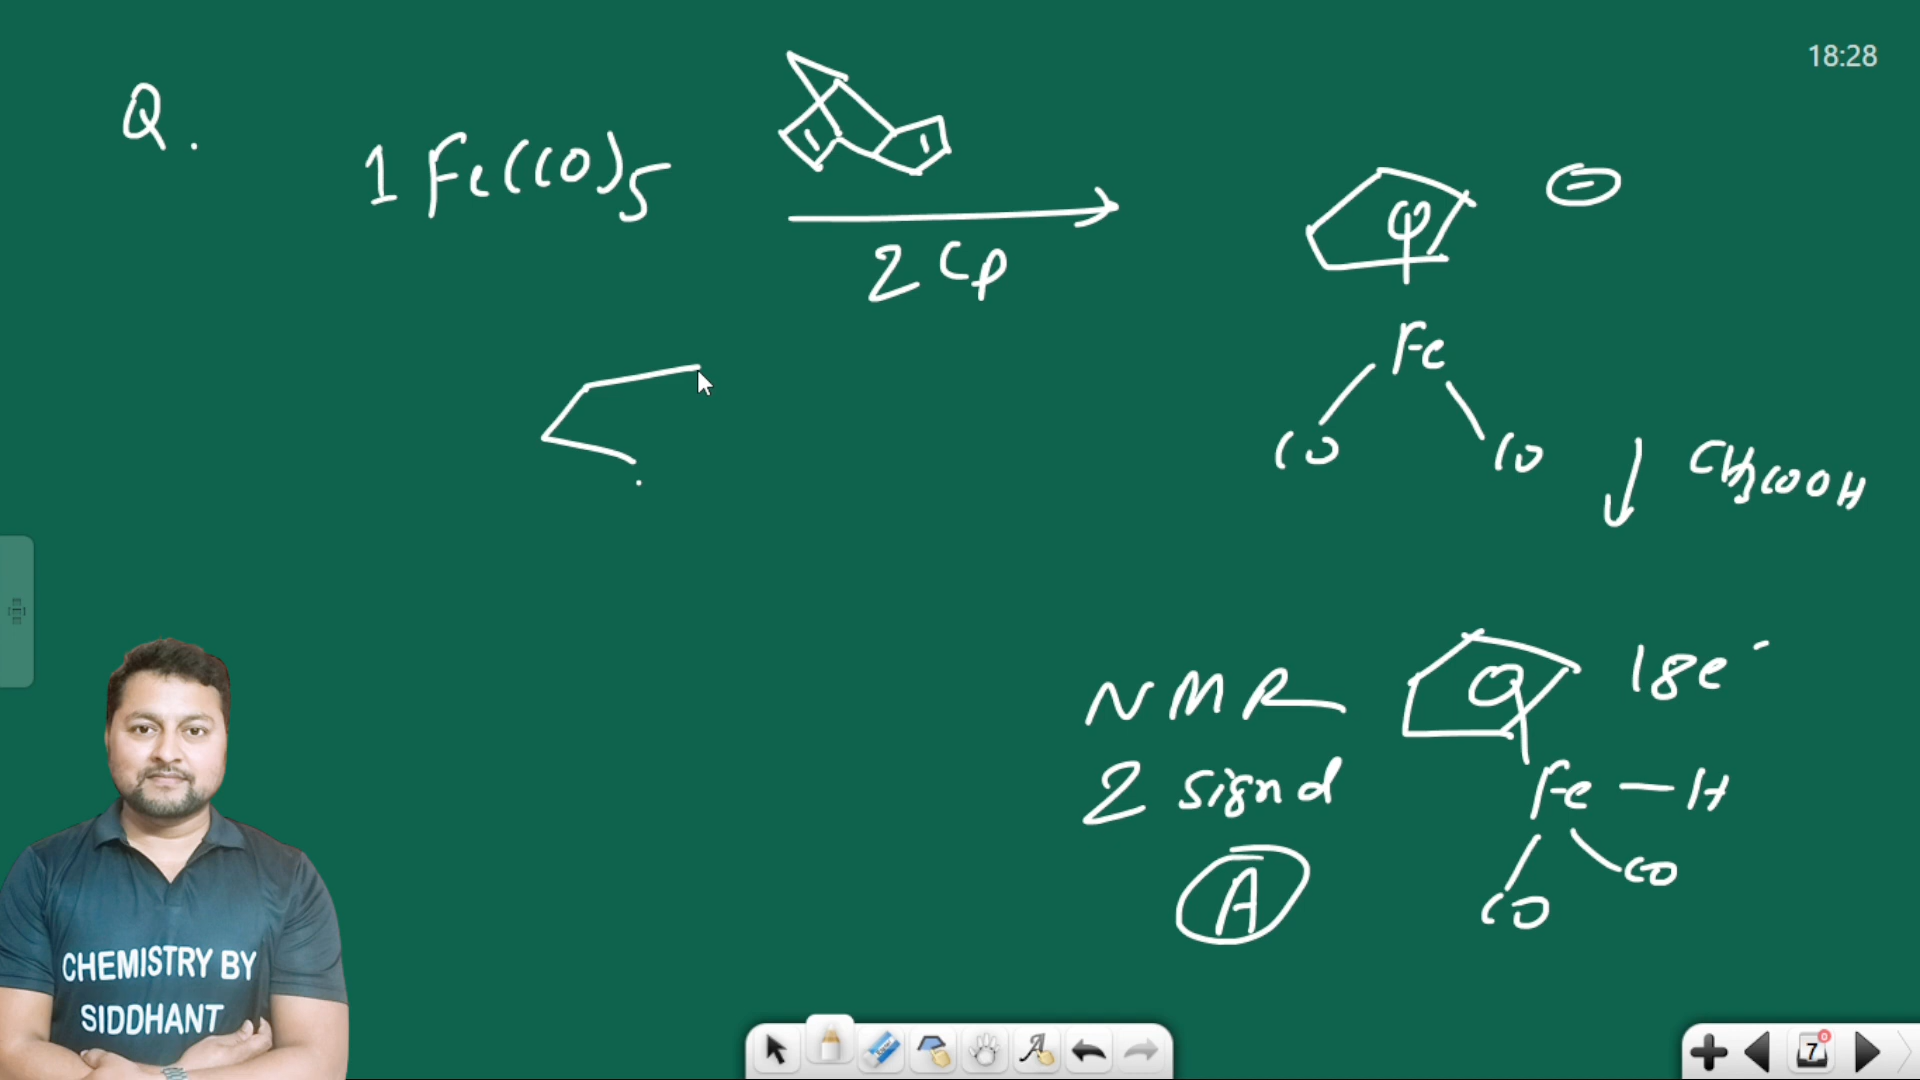 18:28
Q.
1 Fe(CO)5
2 Cp
⊖
Fe
CO CO
CH3COOH
NMR
18e-
2 signal
Fe — H
CO
A
CO
CHEMISTRY BY
SIDDHANT
7